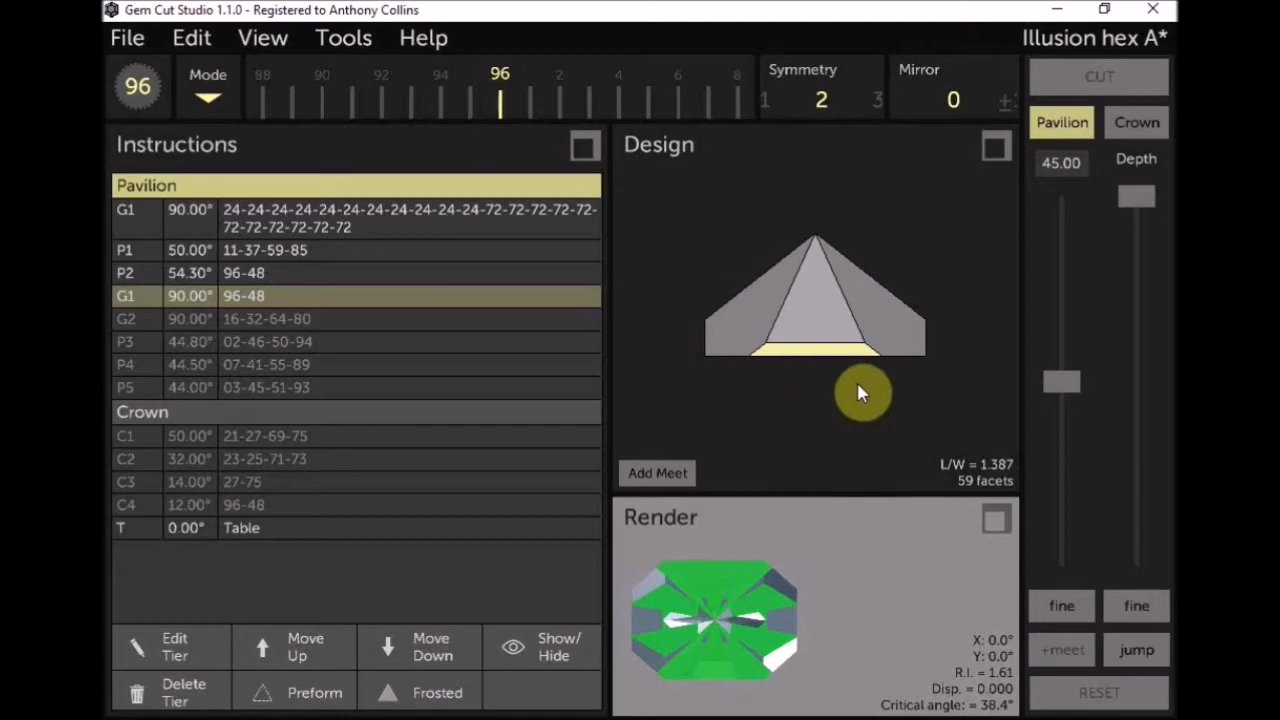 Gem Cut Studio 1.1.0 - Registered to Anthony Collins
File Edit View Tools Help Illusion hex A*
96 Mode 88 90 92 94 96 2 4 6 8 Symmetry 1 2 3 Mirror 0 ±
CUT
Instructions
Design
Pavilion Crown
45.00 Depth
Pavilion
G1 90.00° 24-24-24-24-24-24-24-24-24-24-24-72-72-72-72-72-
72-72-72-72-72-72
P1 50.00° 11-37-59-85
P2 54.30° 96-48
G1 90.00° 96-48
G2 90.00° 16-32-64-80
P3 44.80° 02-46-50-94
P4 44.50° 07-41-55-89
P5 44.00° 03-45-51-93
Crown
C1 50.00° 21-27-69-75
C2 32.00° 23-25-71-73
C3 14.00° 27-75
C4 12.00° 96-48
T 0.00° Table
Add Meet
L/W = 1.387
59 facets
Render
X: 0.0°
Y: 0.0°
R.I. = 1.61
Disp. = 0.000
Critical angle: = 38.4°
Edit Tier
Move Up
Move Down
Show/ Hide
Delete Tier
Preform
Frosted
fine fine
+meet jump
RESET